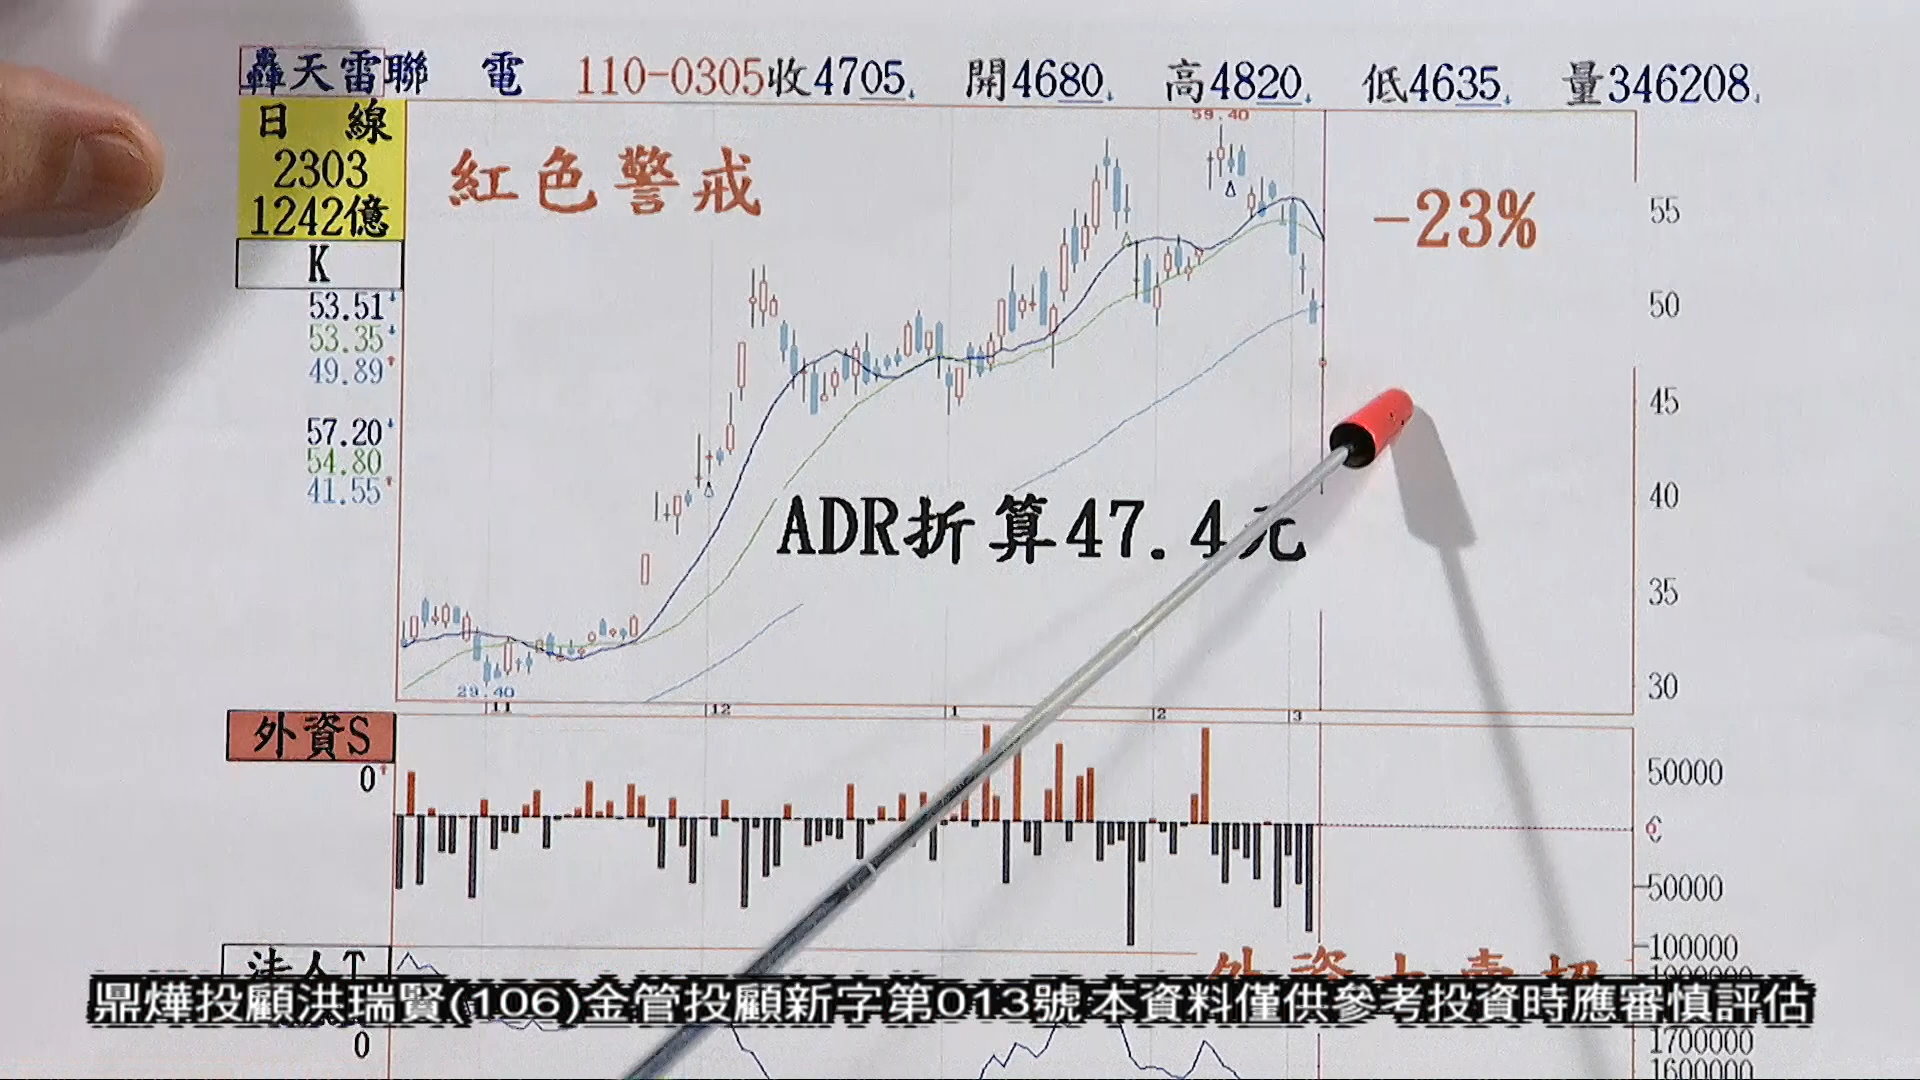 轟天雷聯 電 110-0305收4705 開4680 高4820 低4635 量346208
日 線
2303
1242億
K
紅色警戒
59.40
-23%
53.51
53.35
49.89
57.20
54.80
41.55
55
50
45
40
35
30
ADR折算47.4元
29.40
11 12 1 2 3
外資S
0
50000
0
-50000
100000
法人T
0
1700000
1600000
鼎燁投顧洪瑞賢(106)金管投顧新字第013號本資料僅供參考投資時應審慎評估